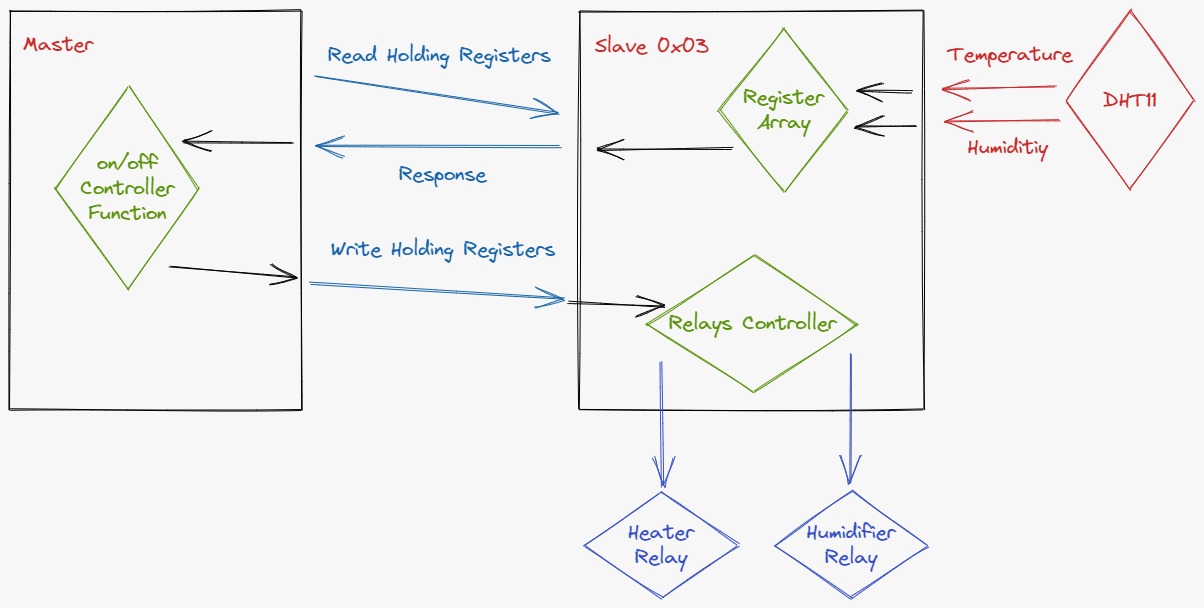 Master
on/off
Controller
Function
Read Holding Registers
Response
Write Holding Registers
Slave 0x03
Register
Array
Relays Controller
Temperature
Humiditiy
DHT11
Heater
Relay
Humidifier
Relay